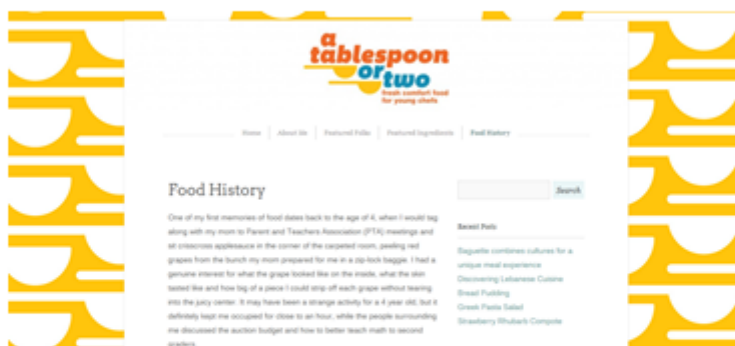 a
tablespoon
or two
fresh comfort food
for young chefs
Home About Me Featured Folks Featured Ingredients Food History
Food History
Search
One of my first memories of food dates back to the age of 4, when I would tag
along with my mom to Parent and Teachers Association (PTA) meetings and
sit crisscross applesauce in the corner of the carpeted room, peeling red
grapes from the bunch my mom prepared for me in a zip-lock baggie. I had a
genuine interest for what the grape looked like on the inside, what the skin
tasted like and how big of a piece I could strip off each grape without tearing
into the juicy center. It may have been a strange activity for a 4 year old, but it
definitely kept me occupied for close to an hour, while the people surrounding
me discussed the auction budget and how to better teach math to second
graders.
Recent Posts
Baguette combines cultures for a
unique meal experience
Discovering Lebanese Cuisine
Bread Pudding
Greek Pasta Salad
Strawberry Rhubarb Compote